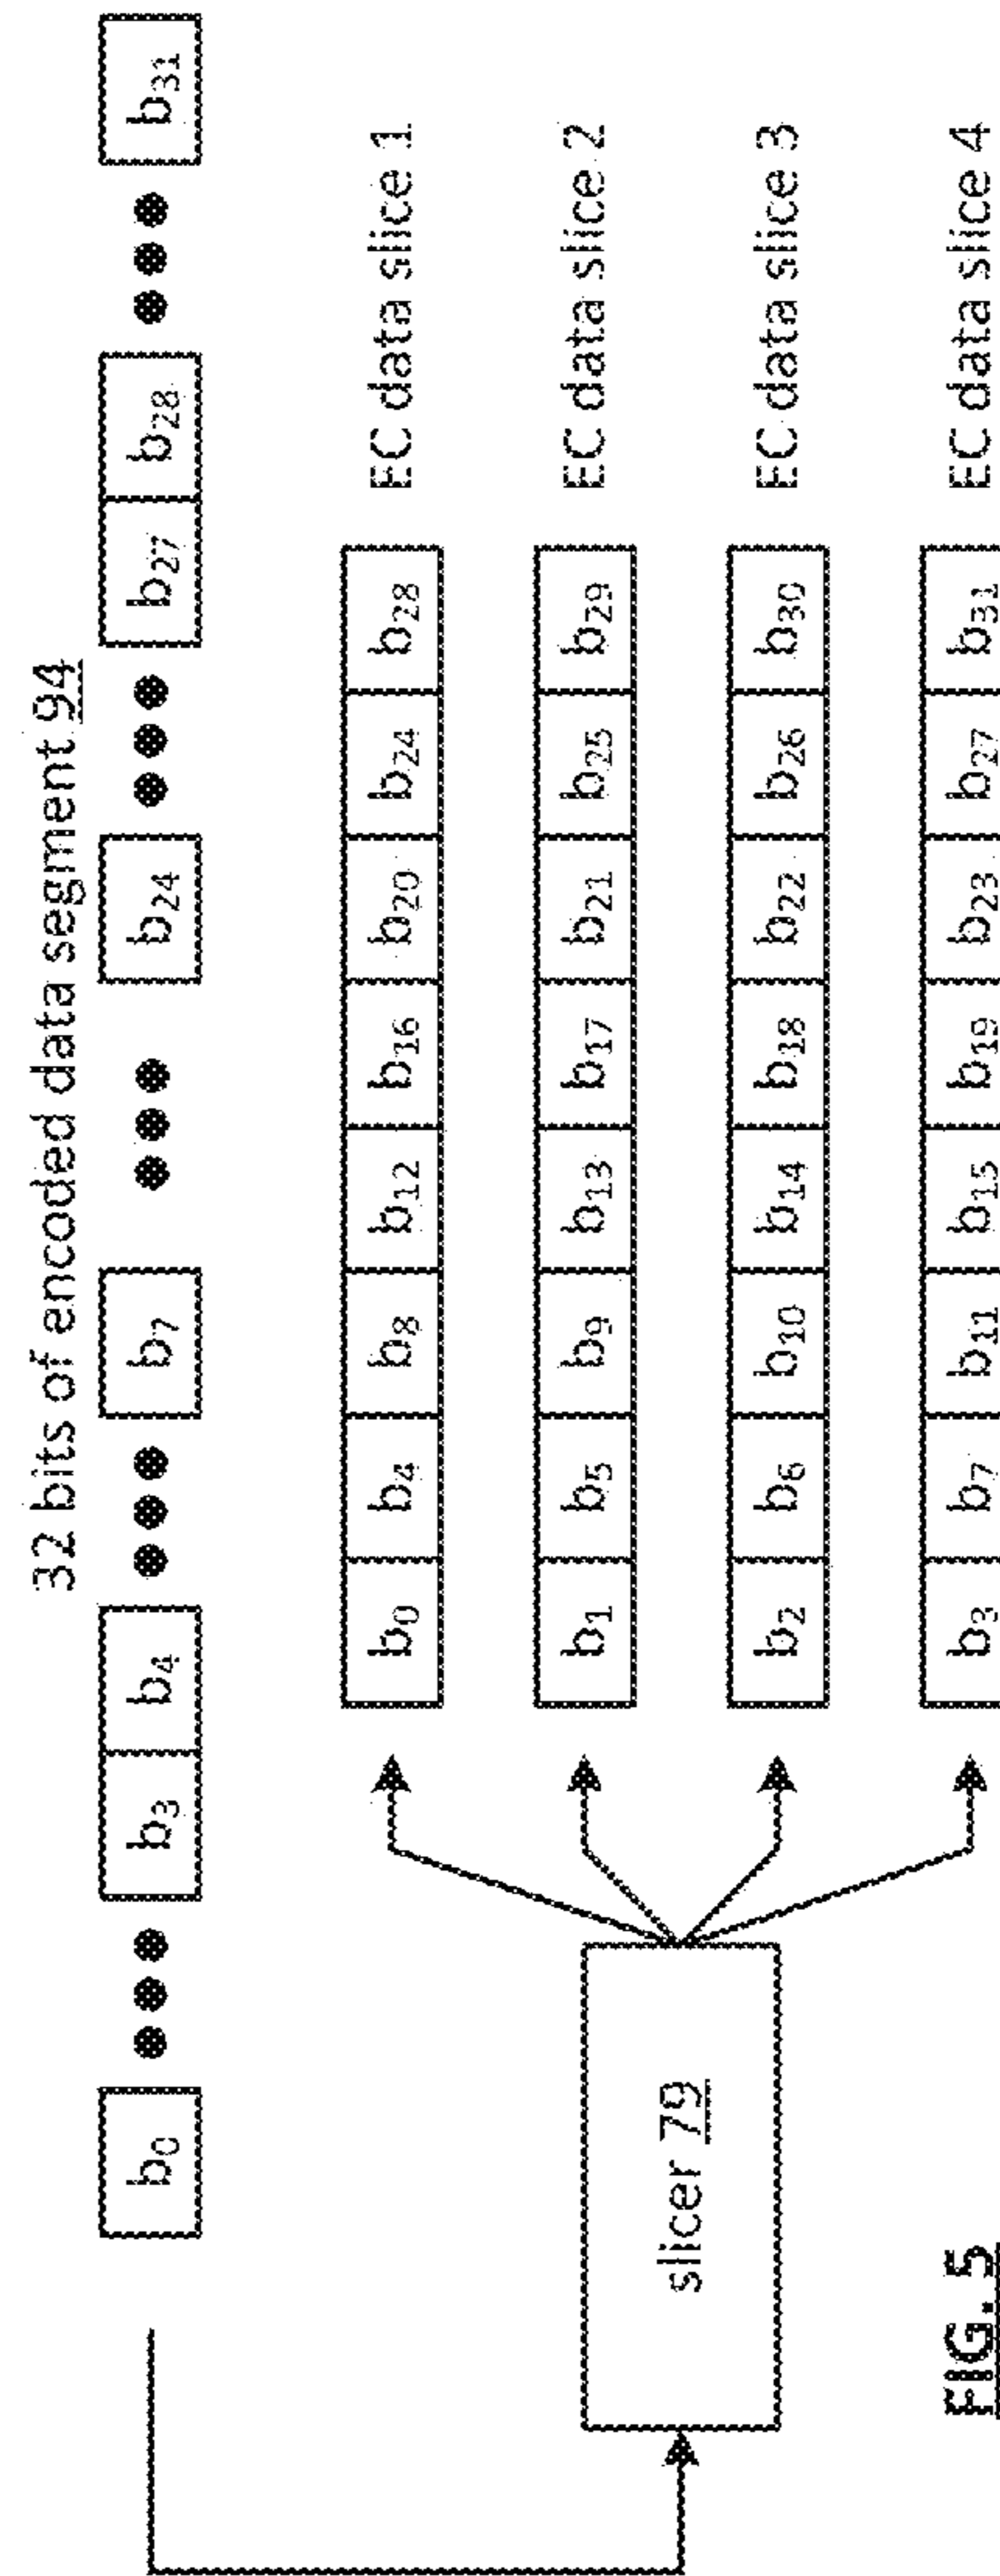 32 bits of encoded data segment 94
b0 ••• b3 b4 ••• b7 ••• b24 ••• b27 b28 ••• b31
b0 b4 b8 b12 b16 b20 b24 b28 EC data slice 1
b1 b5 b9 b13 b17 b21 b25 b29 EC data slice 2
slicer 79
b2 b6 b10 b14 b18 b22 b26 b30 EC data slice 3
b3 b7 b11 b15 b19 b23 b27 b31 EC data slice 4
FIG. 5